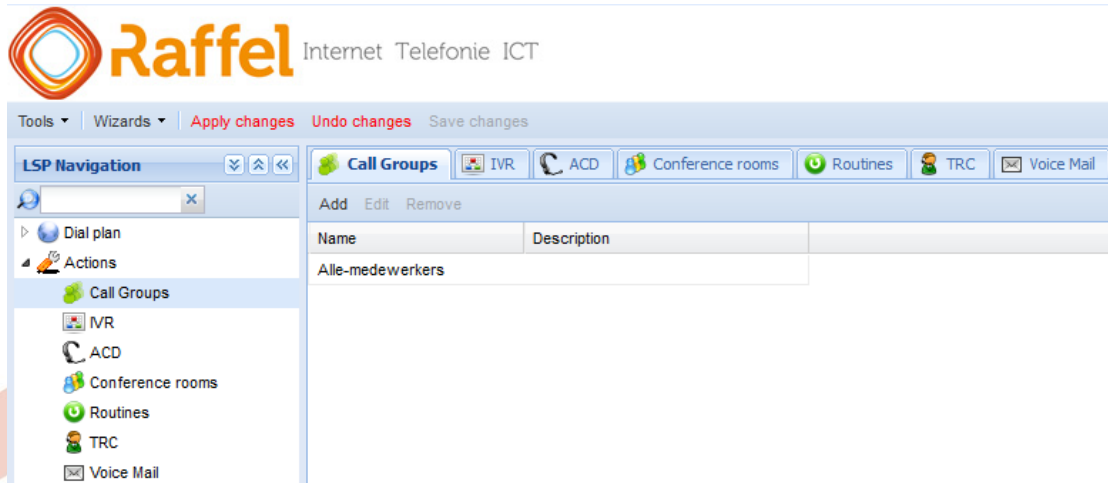 Raffel Internet Telefonie ICT
Tools Wizards Apply changes Undo changes Save changes
LSP Navigation
Call Groups IVR ACD Conference rooms Routines TRC Voice Mail
Add Edit Remove
Dial plan
Name Description
Actions
Alle-medewerkers
Call Groups
IVR
ACD
Conference rooms
Routines
TRC
Voice Mail